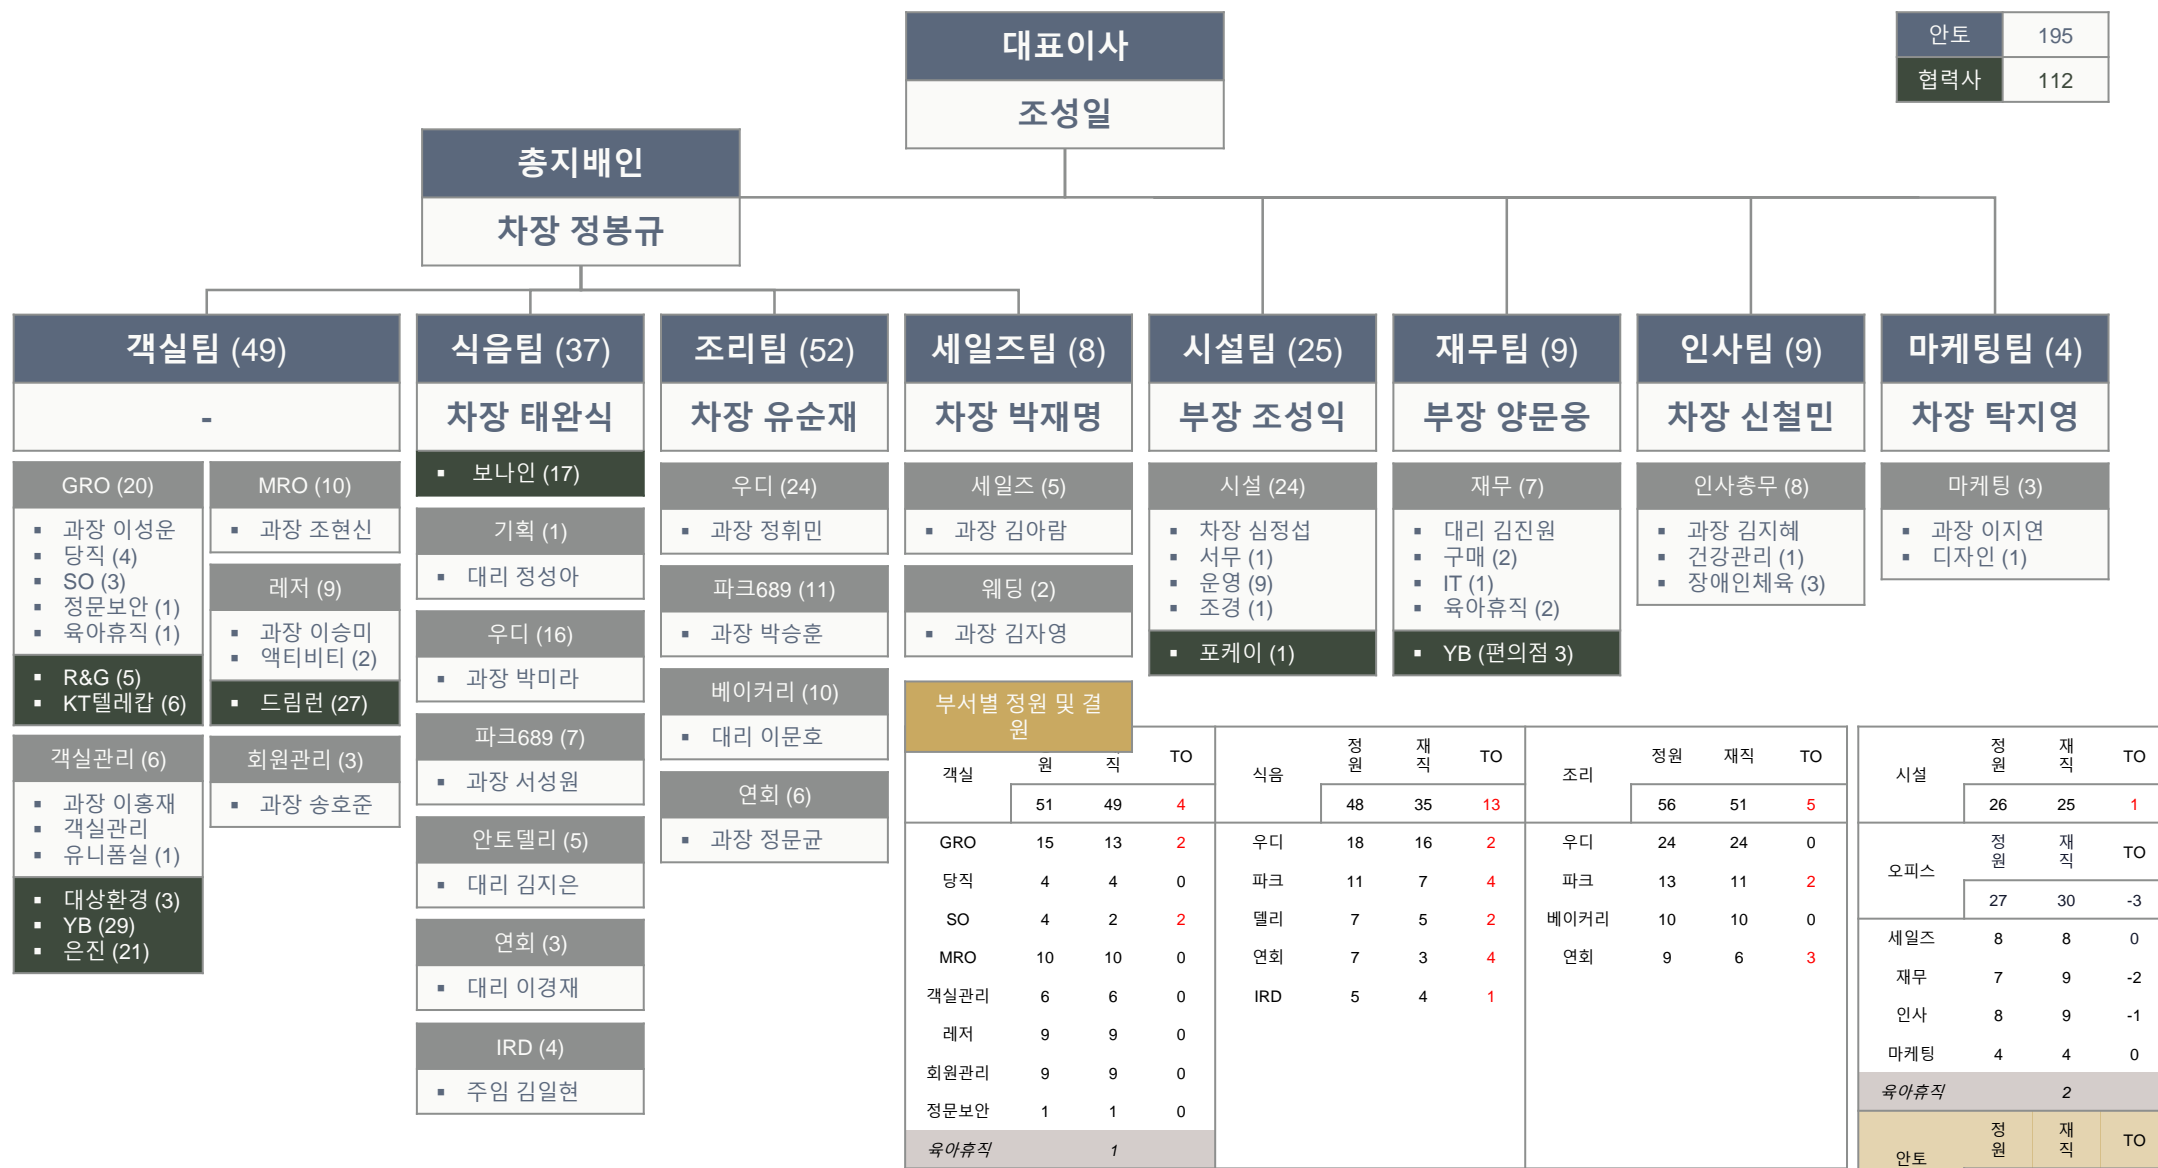 대표이사
조성일
안토 195
협력사 112
총지배인
차장 정봉규
객실팀 (49)
-
GRO (20)
▪ 과장 이성운
▪ 당직 (4)
▪ SO (3)
▪ 정문보안 (1)
▪ 육아휴직 (1)
▪ R&G (5)
▪ KT텔레캅 (6)
객실관리 (6)
▪ 과장 이홍재
▪ 객실관리
▪ 유니폼실 (1)
▪ 대상환경 (3)
▪ YB (29)
▪ 은진 (21)
MRO (10)
▪ 과장 조현신
레저 (9)
▪ 과장 이승미
▪ 액티비티 (2)
▪ 드림런 (27)
회원관리 (3)
▪ 과장 송호준
식음팀 (37)
차장 태완식
▪ 보나인 (17)
기획 (1)
▪ 대리 정성아
우디 (16)
▪ 과장 박미라
파크689 (7)
▪ 과장 서성원
안토델리 (5)
▪ 대리 김지은
연회 (3)
▪ 대리 이경재
IRD (4)
▪ 주임 김일현
조리팀 (52)
차장 유순재
우디 (24)
▪ 과장 정휘민
파크689 (11)
▪ 과장 박승훈
베이커리 (10)
▪ 대리 이문호
연회 (6)
▪ 과장 정문균
세일즈팀 (8)
차장 박재명
세일즈 (5)
▪ 과장 김아람
웨딩 (2)
▪ 과장 김자영
시설팀 (25)
부장 조성익
시설 (24)
▪ 차장 심정섭
▪ 서무 (1)
▪ 운영 (9)
▪ 조경 (1)
▪ 포케이 (1)
재무팀 (9)
부장 양문웅
재무 (7)
▪ 대리 김진원
▪ 구매 (2)
▪ IT (1)
▪ 육아휴직 (2)
▪ YB (편의점 3)
인사팀 (9)
차장 신철민
인사총무 (8)
▪ 과장 김지혜
▪ 건강관리 (1)
▪ 장애인체육 (3)
마케팅팀 (4)
차장 탁지영
마케팅 (3)
▪ 과장 이지연
▪ 디자인 (1)
부서별 정원 및 결
원
객실 원 직 TO
51 49 4
GRO 15 13 2
당직 4 4 0
SO 4 2 2
MRO 10 10 0
객실관리 6 6 0
레저 9 9 0
회원관리 9 9 0
정문보안 1 1 0
육아휴직 1
식음 정원 재직 TO
48 35 13
우디 18 16 2
파크 11 7 4
델리 7 5 2
연회 7 3 4
IRD 5 4 1
조리 정원 재직 TO
56 51 5
우디 24 24 0
파크 13 11 2
베이커리 10 10 0
연회 9 6 3
시설 정원 재직 TO
26 25 1
오피스 정원 재직 TO
27 30 -3
세일즈 8 8 0
재무 7 9 -2
인사 8 9 -1
마케팅 4 4 0
육아휴직 2
안토 정원 재직 TO